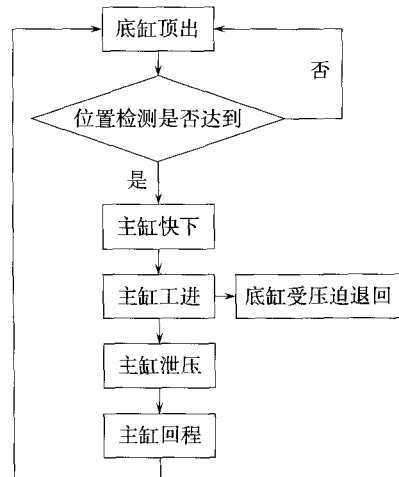 底缸顶出
否
位置检测是否达到
是
主缸快下
主缸工进
底缸受压迫退回
主缸泄压
主缸回程